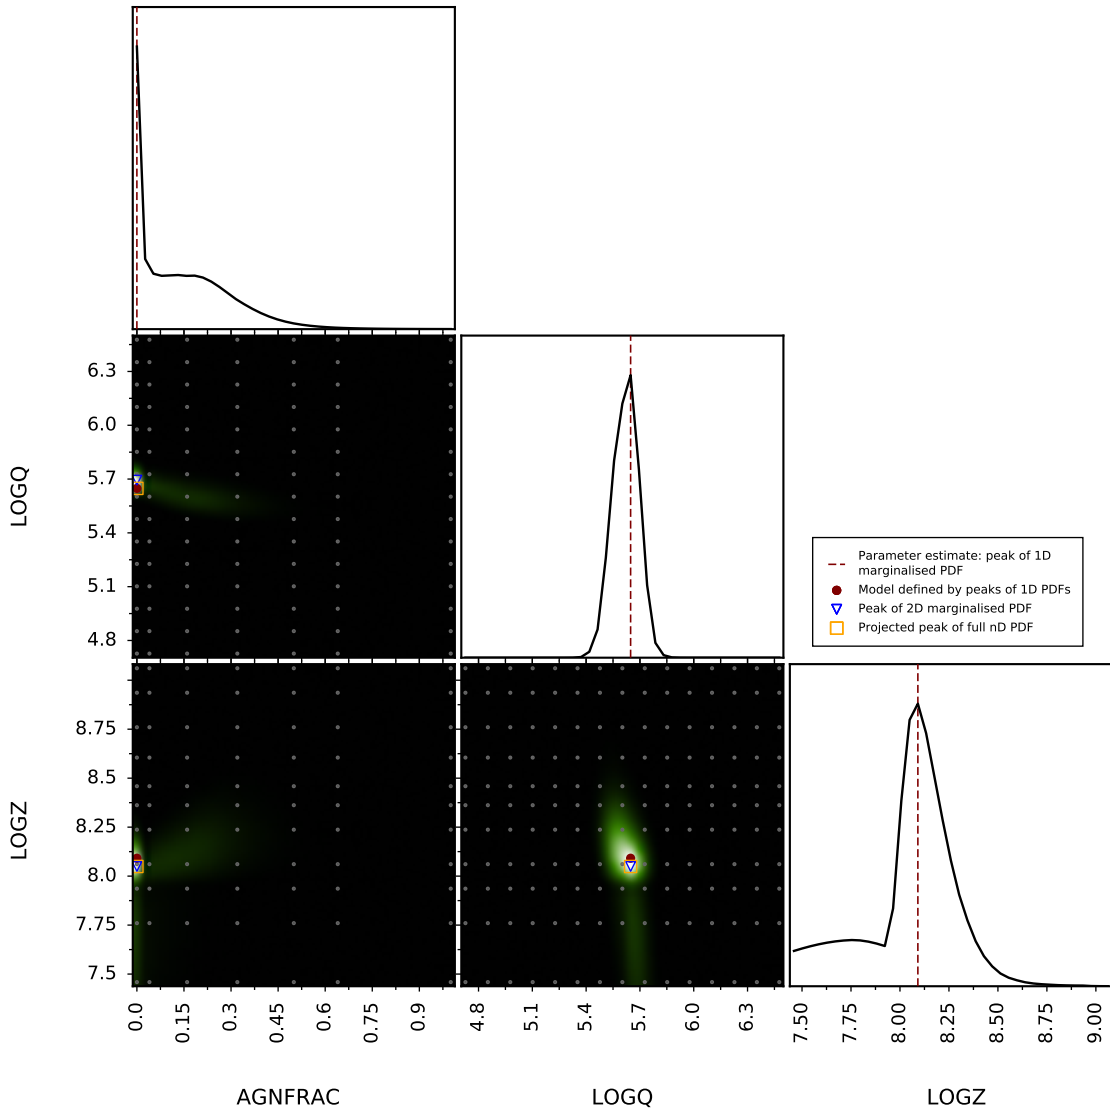 6.3
6.0
5.7
5.4
5.1
4.8
LOGQ
Parameter estimate: peak of 1D
marginalised PDF
Model defined by peaks of 1D PDFs
Peak of 2D marginalised PDF
Projected peak of full nD PDF
8.75
8.5
8.25
8.0
7.75
7.5
LOGZ
0.0 0.15 0.3 0.45 0.6 0.75 0.9
4.8 5.1 5.4 5.7 6.0 6.3
7.50 7.75 8.00 8.25 8.50 8.75 9.00
AGNFRAC LOGQ LOGZ